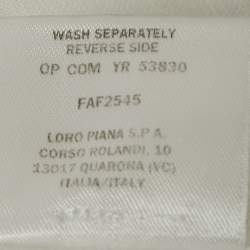 WASH SEPARATELY
REVERSE SIDE
OP COM YR 53830
FAF2545
LORO PIANA S.P.A.
CORSO ROLANDI, 10
13017 QUARONA (VC)
ITALIA/ITALY